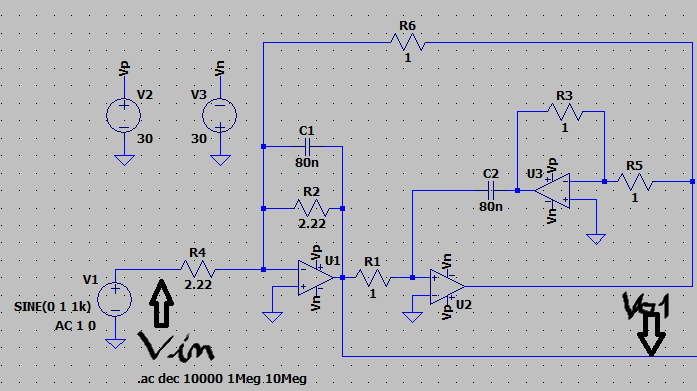 R6
1
Vp
Vn
V2
V3
30
30
C1
80n
R2
2.22
R3
1
C2
80n
U3
Vp
Vn
R5
1
V1
SINE(0 1 1k)
AC 1 0
R4
2.22
Vp
U1
Vn
R1
1
Vn
U2
Vp
Vin
.ac dec 10000 1Meg 10Meg